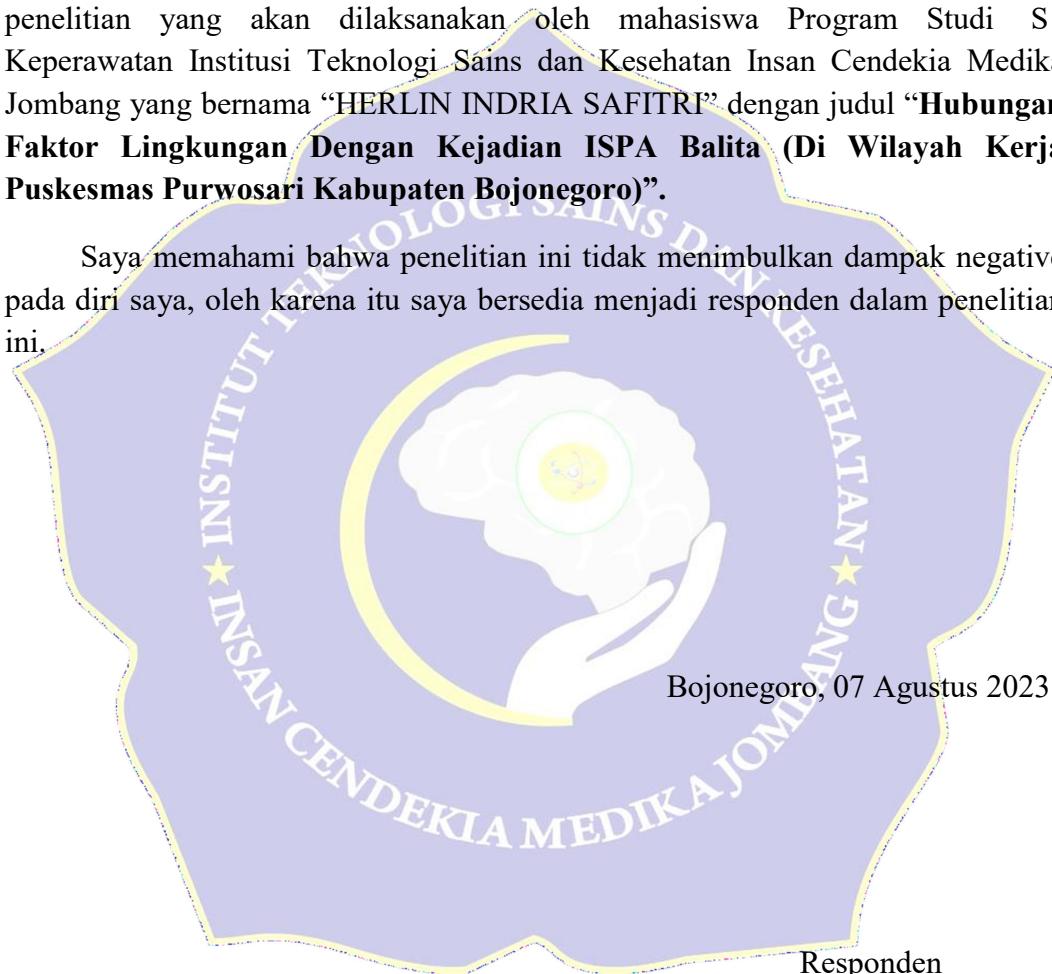 penelitian yang akan dilaksanakan oleh mahasiswa Program Studi S
Keperawatan Institusi Teknologi Sains dan Kesehatan Insan Cendekia Medika
Jombang yang bernama “HERLIN INDRIA SAFITRI” dengan judul “Hubungan
Faktor Lingkungan Dengan Kejadian ISPA Balita (Di Wilayah Kerja
Puskesmas Purwosari Kabupaten Bojonegoro)”.
Saya memahami bahwa penelitian ini tidak menimbulkan dampak negative
pada diri saya, oleh karena itu saya bersedia menjadi responden dalam penelitian
ini.
INSTITUT TEKNOLOGI SAINS DAN KESEHATAN
INSAN CENDEKIA MEDIKA JOMBANG
Bojonegoro, 07 Agustus 2023
Responden